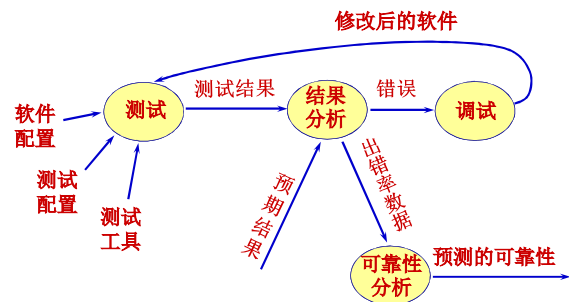 修改后的软件
测试结果
错误
软件
配置
测试
结果
分析
调试
测试
配置
测试
工具
预期结果
出错率数据
可靠性
分析
预测的可靠性